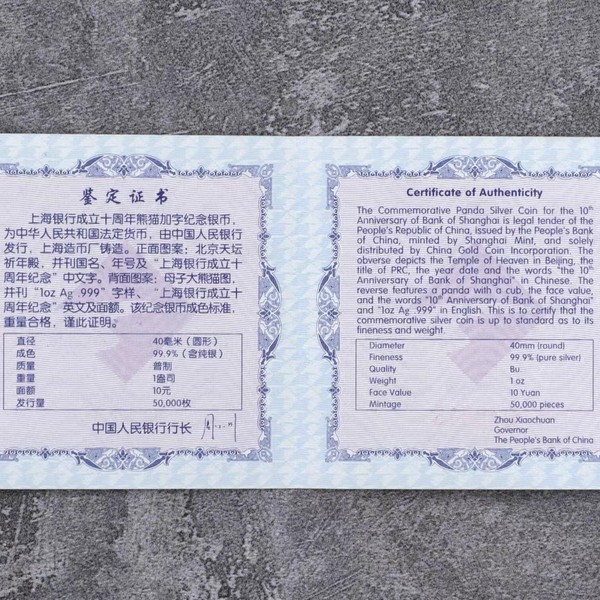 鉴定证书
上海银行成立十周年熊猫加字纪念银币，
为中华人民共和国法定货币，由中国人民银行
发行，上海造币厂铸造。正面图案：北京天坛
祈年殿，并刊国名、年号及“上海银行成立十
周年纪念”中文字。背面图案：母子大熊猫图，
并刊“1oz Ag .999”字样、“上海银行成立十
周年纪念”英文及面额。该纪念银币成色标准，
重量合格，谨此证明。
直径 40毫米（圆形）
成色 99.9%（含纯银）
质量 普制
重量 1盎司
面额 10元
发行量 50,000枚
中国人民银行行长
Certificate of Authenticity
The Commemorative Panda Silver Coin for the 10th
Anniversary of Bank of Shanghai is legal tender of the
People's Republic of China, issued by the People's Bank
of China, minted by Shanghai Mint, and solely
distributed by China Gold Coin Incorporation. The
obverse depicts the Temple of Heaven in Beijing, the
title of PRC, the year date and the words "the 10th
Anniversary of Bank of Shanghai" in Chinese. The
reverse features a panda with a cub, the face value,
and the words "10th Anniversary of Bank of Shanghai"
and "1oz Ag .999" in English. This is to certify that the
commemorative silver coin is up to standard as to its
fineness and weight.
Diameter 40mm (round)
Fineness 99.9% (pure silver)
Quality Bu.
Weight 1 oz
Face Value 10 Yuan
Mintage 50,000 pieces
Zhou Xiaochuan
Governor
The People's Bank of China